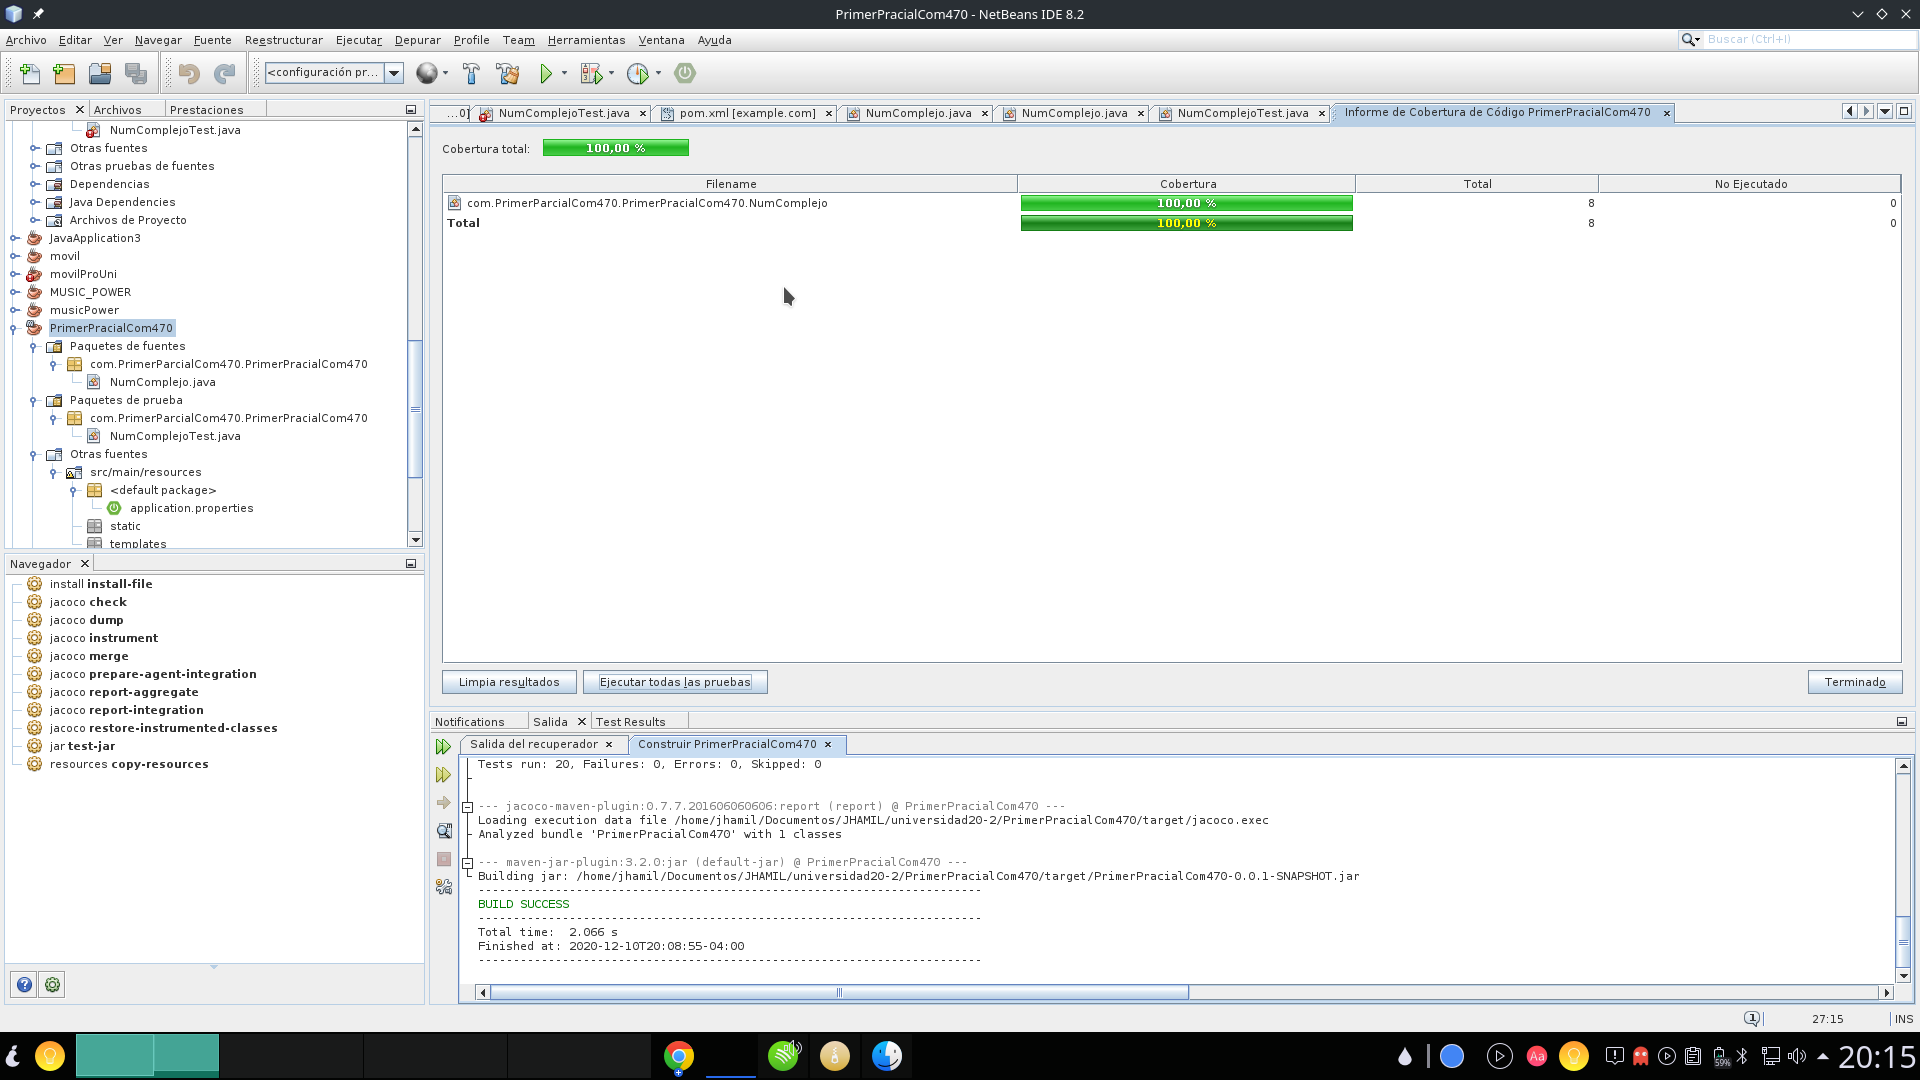 PrimerPracialCom470 - NetBeans IDE 8.2
Archivo Editar Ver Navegar Fuente Reestructurar Ejecutar Depurar Profile Team Herramientas Ventana Ayuda
Buscar (Ctrl+I)
<configuración pr...
Proyectos Archivos Prestaciones
...0] NumComplejoTest.java pom.xml [example.com] NumComplejo.java NumComplejo.java NumComplejoTest.java Informe de Cobertura de Código PrimerPracialCom470
NumComplejoTest.java
Otras fuentes
Otras pruebas de fuentes
Dependencias
Java Dependencies
Archivos de Proyecto
JavaApplication3
movil
movilProUni
MUSIC_POWER
musicPower
PrimerPracialCom470
Paquetes de fuentes
com.PrimerParcialCom470.PrimerPracialCom470
NumComplejo.java
Paquetes de prueba
com.PrimerParcialCom470.PrimerPracialCom470
NumComplejoTest.java
Otras fuentes
src/main/resources
<default package>
application.properties
static
templates
Cobertura total: 100,00 %
Filename Cobertura Total No Ejecutado
com.PrimerParcialCom470.PrimerPracialCom470.NumComplejo 100,00 % 8 0
Total 100,00 % 8 0
Limpia resultados Ejecutar todas las pruebas Terminado
Navegador
install install-file
jacoco check
jacoco dump
jacoco instrument
jacoco merge
jacoco prepare-agent-integration
jacoco report-aggregate
jacoco report-integration
jacoco restore-instrumented-classes
jar test-jar
resources copy-resources
Notifications Salida Test Results
Salida del recuperador Construir PrimerPracialCom470
Tests run: 20, Failures: 0, Errors: 0, Skipped: 0
--- jacoco-maven-plugin:0.7.7.201606060606:report (report) @ PrimerPracialCom470 ---
Loading execution data file /home/jhamil/Documentos/JHAMIL/universidad20-2/PrimerPracialCom470/target/jacoco.exec
Analyzed bundle 'PrimerPracialCom470' with 1 classes
--- maven-jar-plugin:3.2.0:jar (default-jar) @ PrimerPracialCom470 ---
Building jar: /home/jhamil/Documentos/JHAMIL/universidad20-2/PrimerPracialCom470/target/PrimerPracialCom470-0.0.1-SNAPSHOT.jar
------------------------------------------------------------------------
BUILD SUCCESS
------------------------------------------------------------------------
Total time: 2.066 s
Finished at: 2020-12-10T20:08:55-04:00
------------------------------------------------------------------------
1 27:15 INS
Aa 59% 20:15